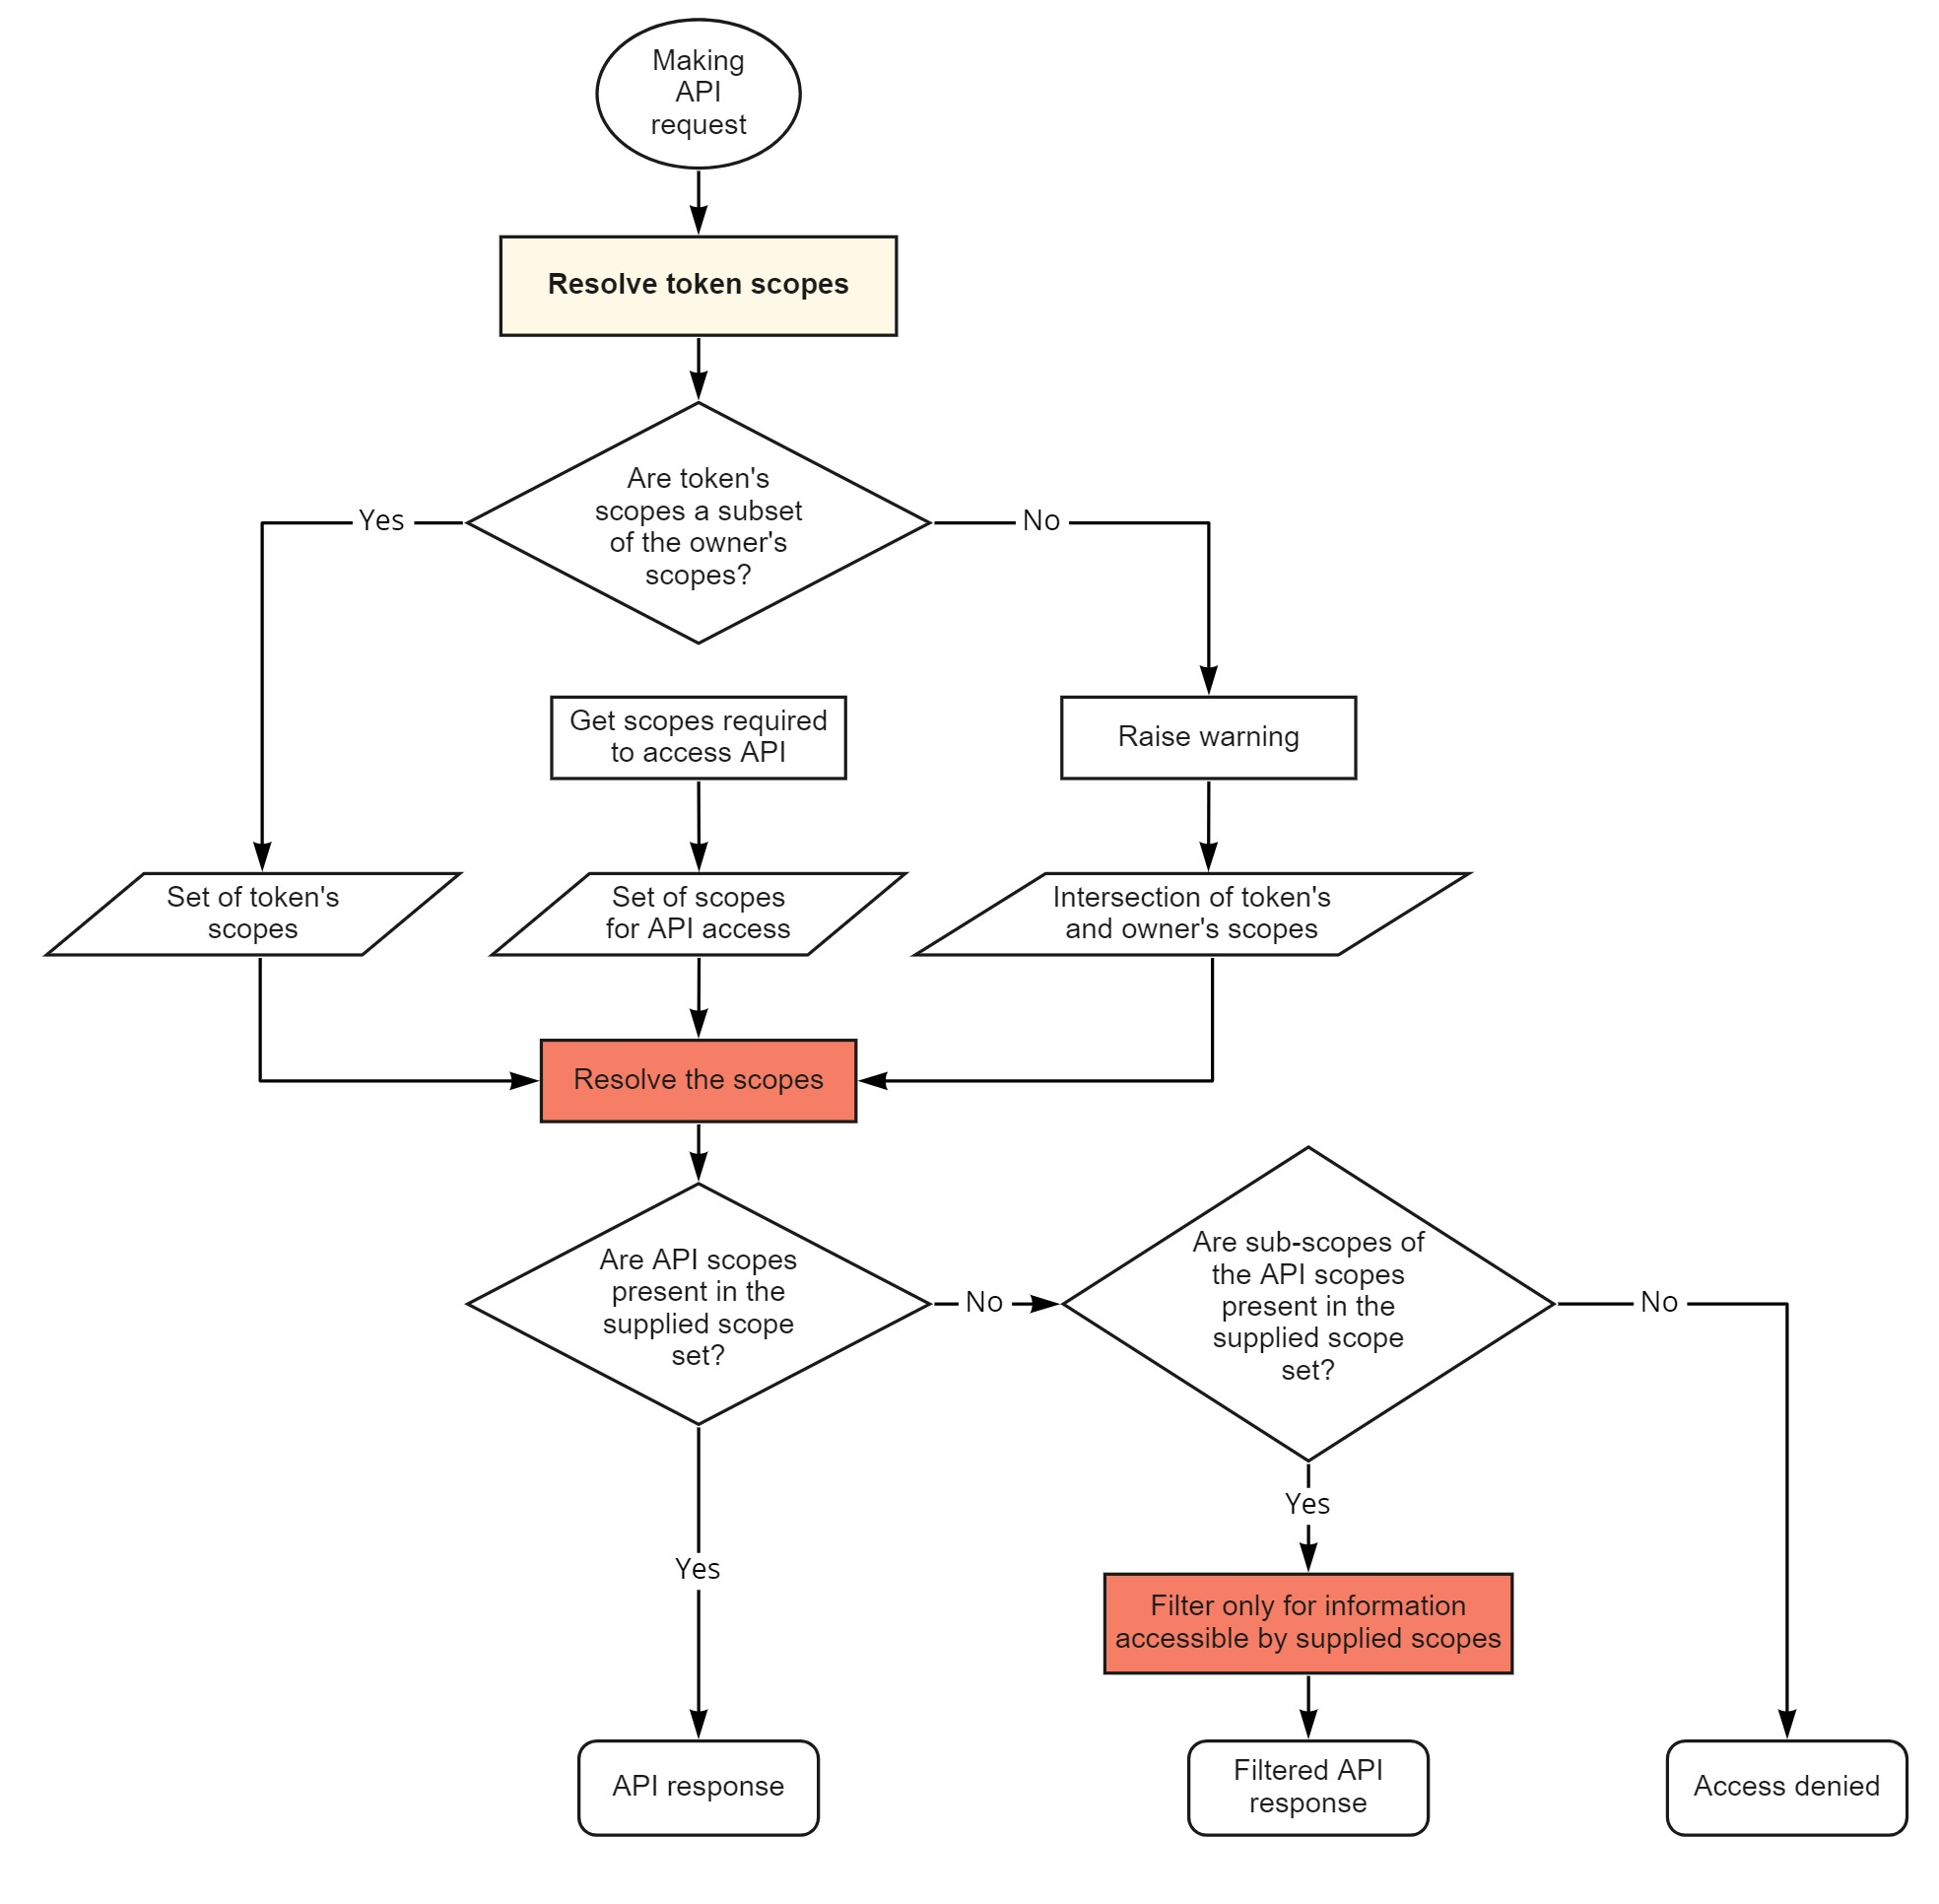 Making
API
request
Resolve token scopes
Are token's
scopes a subset
of the owner's
scopes?
Yes
No
Get scopes required
to access API
Raise warning
Set of token's
scopes
Set of scopes
for API access
Intersection of token's
and owner's scopes
Resolve the scopes
Are API scopes
present in the
supplied scope
set?
No
Are sub-scopes of
the API scopes
present in the
supplied scope
set?
No
Yes
Yes
Filter only for information
accessible by supplied scopes
API response
Filtered API
response
Access denied